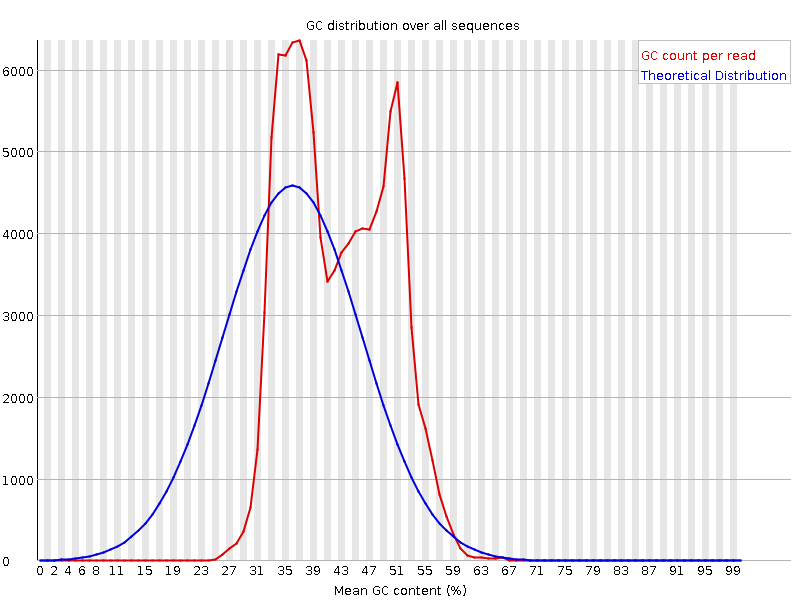 GC distribution over all sequences
GC count per read
Theoretical Distribution
6000
5000
4000
3000
2000
1000
0
0 2 4 6 8 11 15 19 23 27 31 35 39 43 47 51 55 59 63 67 71 75 79 83 87 91 95 99
Mean GC content (%)